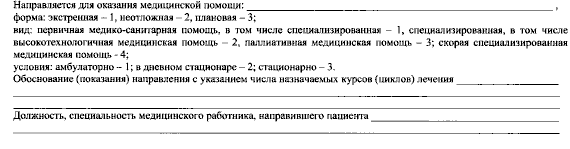 Направляется для оказания медицинской помощи: ______________________________,
форма: экстренная – 1, неотложная – 2, плановая – 3;
вид: первичная медико-санитарная помощь, в том числе специализированная – 1, специализированная, в том числе
высокотехнологичная медицинская помощь – 2, паллиативная медицинская помощь – 3; скорая специализированная
медицинская помощь - 4;
условия: амбулаторно – 1; в дневном стационаре – 2; стационарно – 3.
Обоснование (показания) направления с указанием числа назначаемых курсов (циклов) лечения ______________
Должность, специальность медицинского работника, направившего пациента ______________